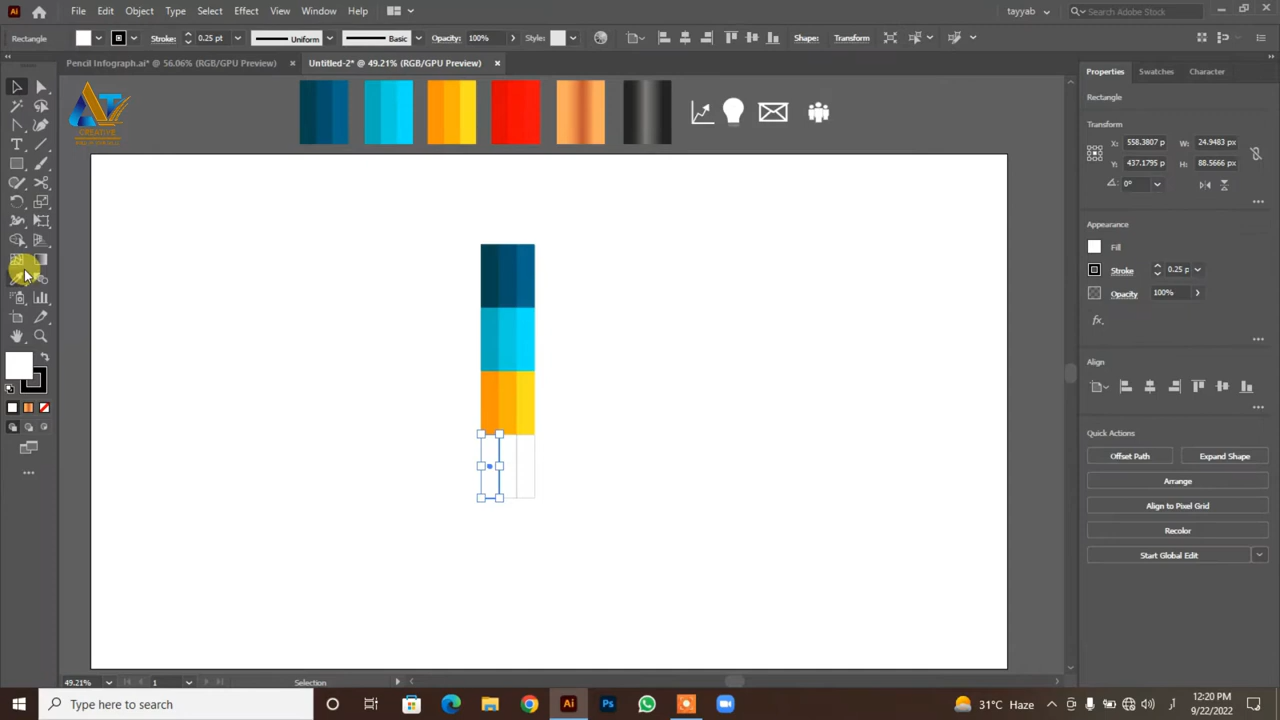 Ai File Edit Object Type Select Effect View Window Help tayyab Search Adobe Stock
Rectangle Stroke: 0.25 pt Uniform Basic Opacity: 100% Style: Shape: Transform
Pencil Infograph.ai* @ 56.06% (RGB/GPU Preview) × Untitled-2* @ 49.21% (RGB/GPU Preview) ×
Properties Swatches Character
Rectangle
Transform
X: 558.3807 p W: 24.9483 px
Y: 437.1795 p H: 88.5666 px
0°
Appearance
Fill
Stroke 0.25 p
Opacity 100%
fx.
Align
Quick Actions
Offset Path Expand Shape
Arrange
Align to Pixel Grid
Recolor
Start Global Edit
AT
CREATIVE
49.21% 1 Selection
Type here to search
Ai Ps
31°C Haze
12:20 PM
9/22/2022